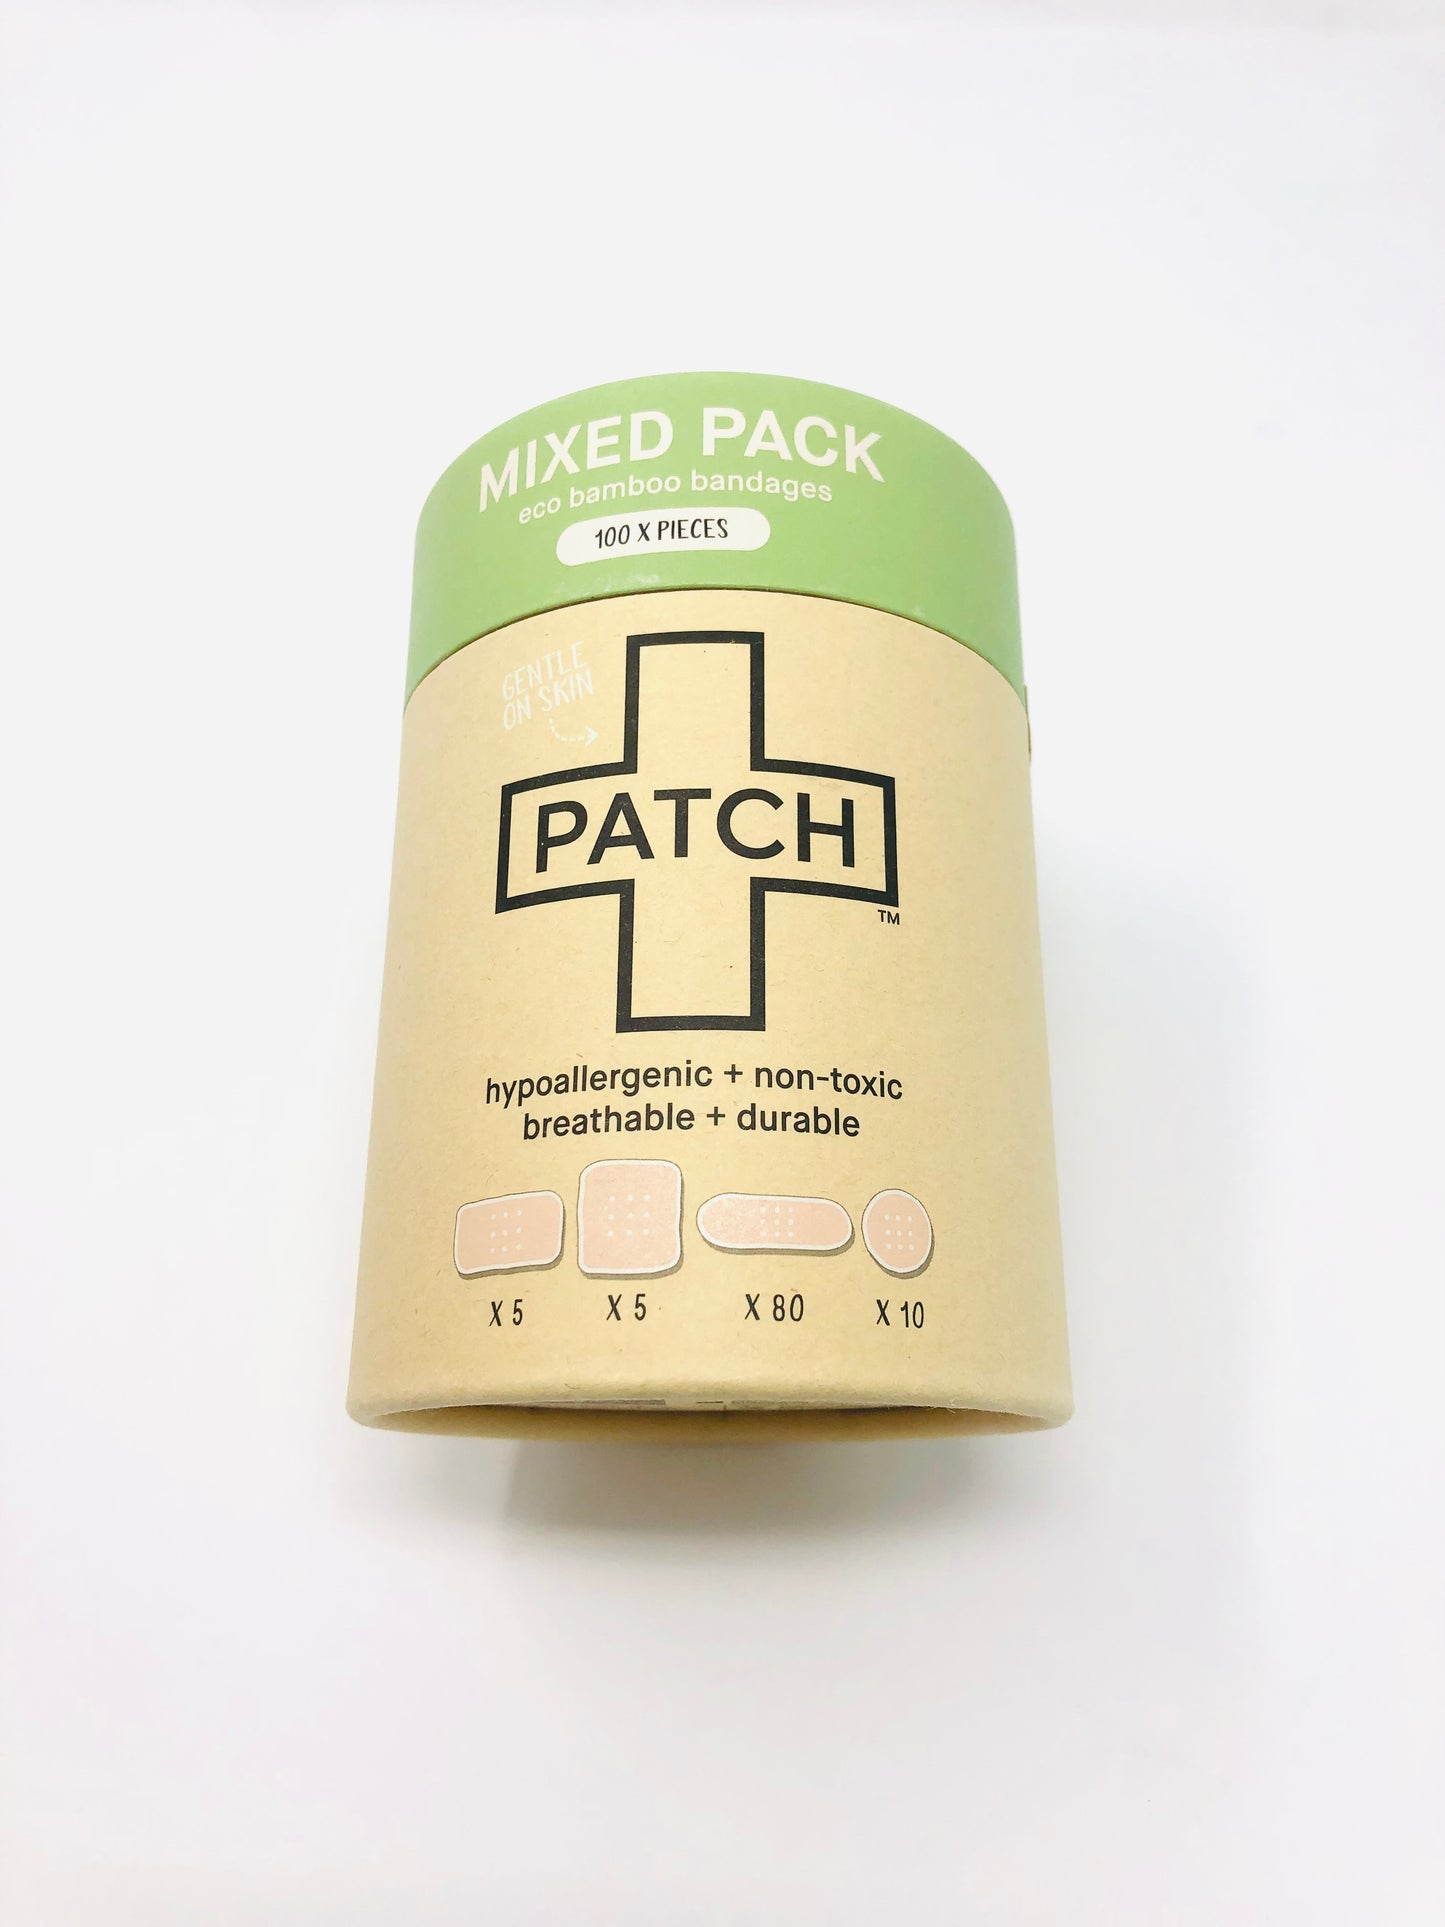 MIXED PACK
eco bamboo bandages
100 X PIECES
GENTLE
ON SKIN
PATCH
TM
hypoallergenic + non-toxic
breathable + durable
X 5 X 5 X 80 X 10